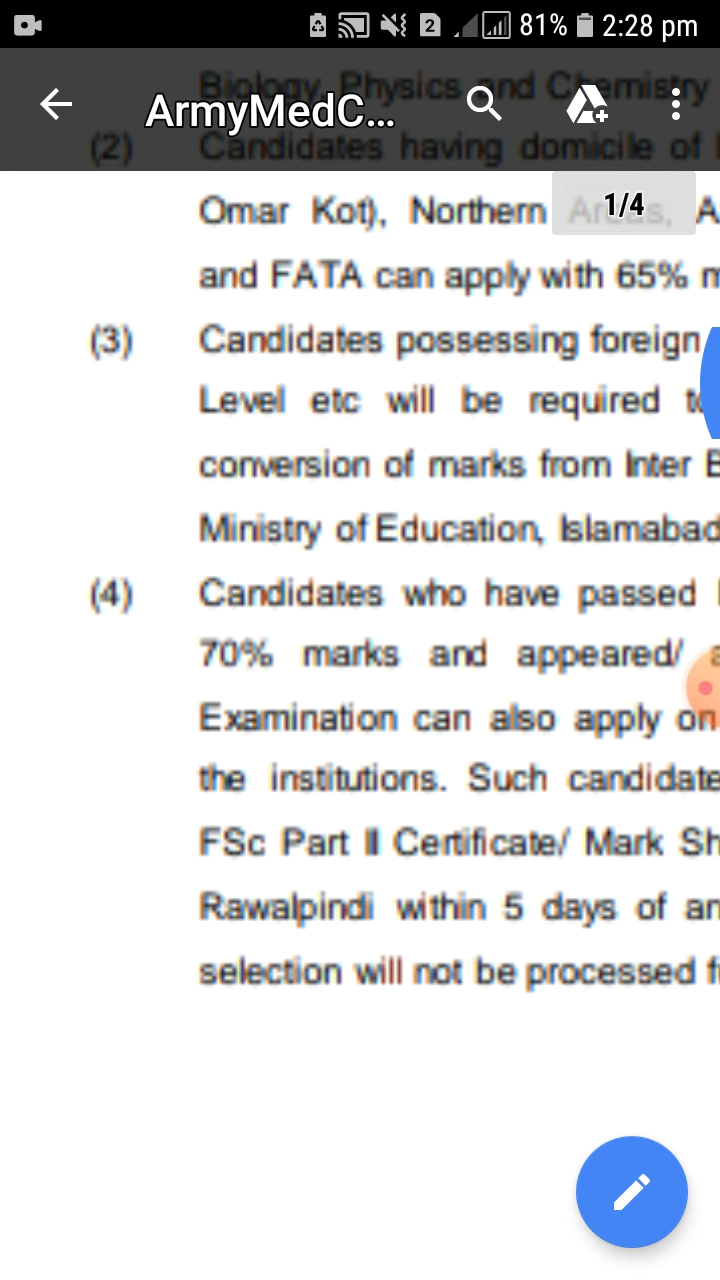 2 81% 2:28 pm
Biology, Physics and Chemistry
ArmyMedC...
(2) Candidates having domicile of
1/4
Omar Kot), Northern Areas,
and FATA can apply with 65%
(3) Candidates possessing foreign
Level etc will be required
conversion of marks from Inter
Ministry of Education, Islamabad
(4) Candidates who have passed
70% marks and appeared/
Examination can also apply on
the institutions. Such candidate
FSc Part II Certificate/ Mark Sh
Rawalpindi within 5 days of an
selection will not be processed